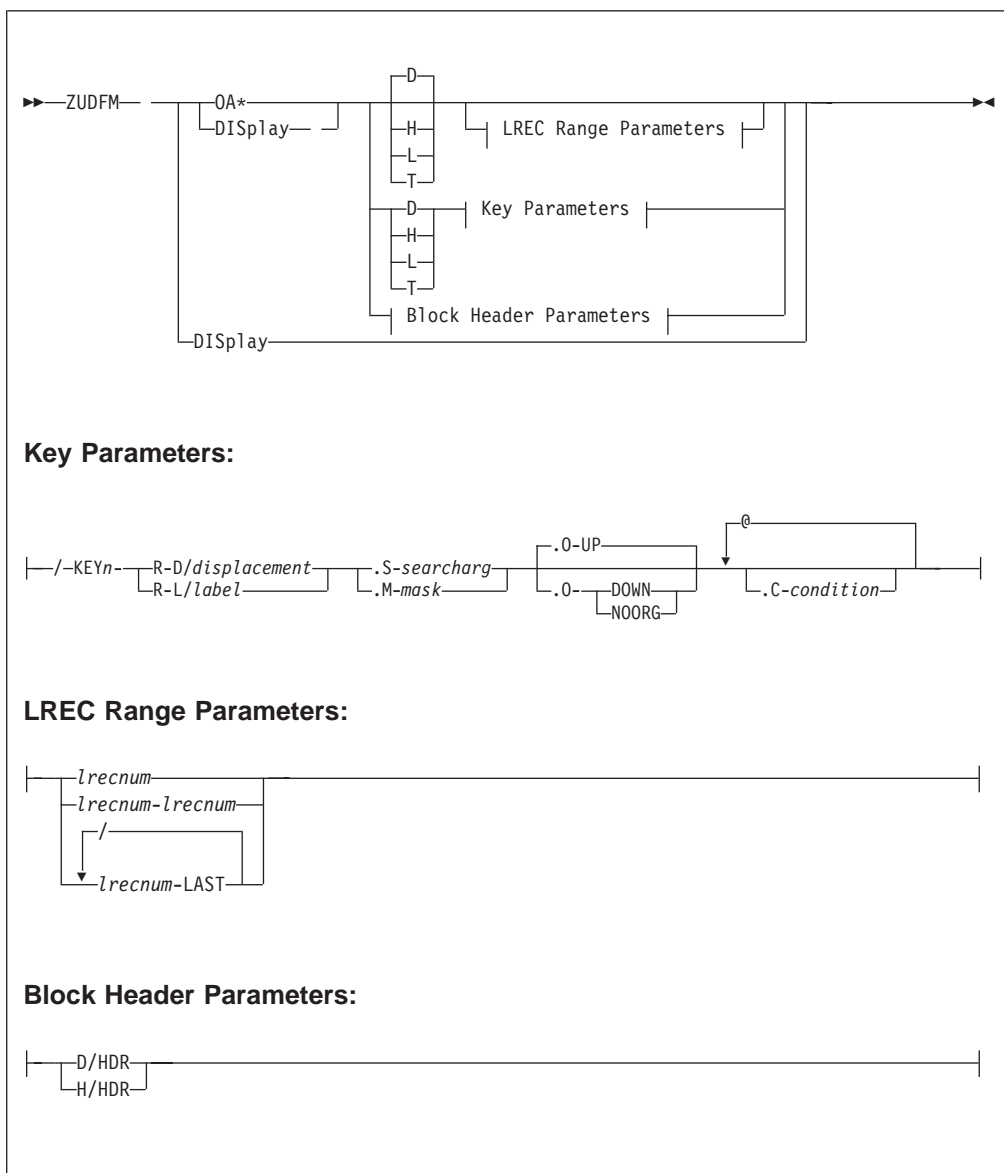 D
ZUDFM OA*
DISplay H LREC Range Parameters
L
T
D Key Parameters
H
L
T
Block Header Parameters
DISplay
Key Parameters:
@
.O-UP
/-KEYn- R-D/displacement .S-searcharg
R-L/label .M-mask .O- DOWN .C-condition
NOORG
LREC Range Parameters:
lrecnum
lrecnum-lrecnum
/
lrecnum-LAST
Block Header Parameters:
D/HDR
H/HDR